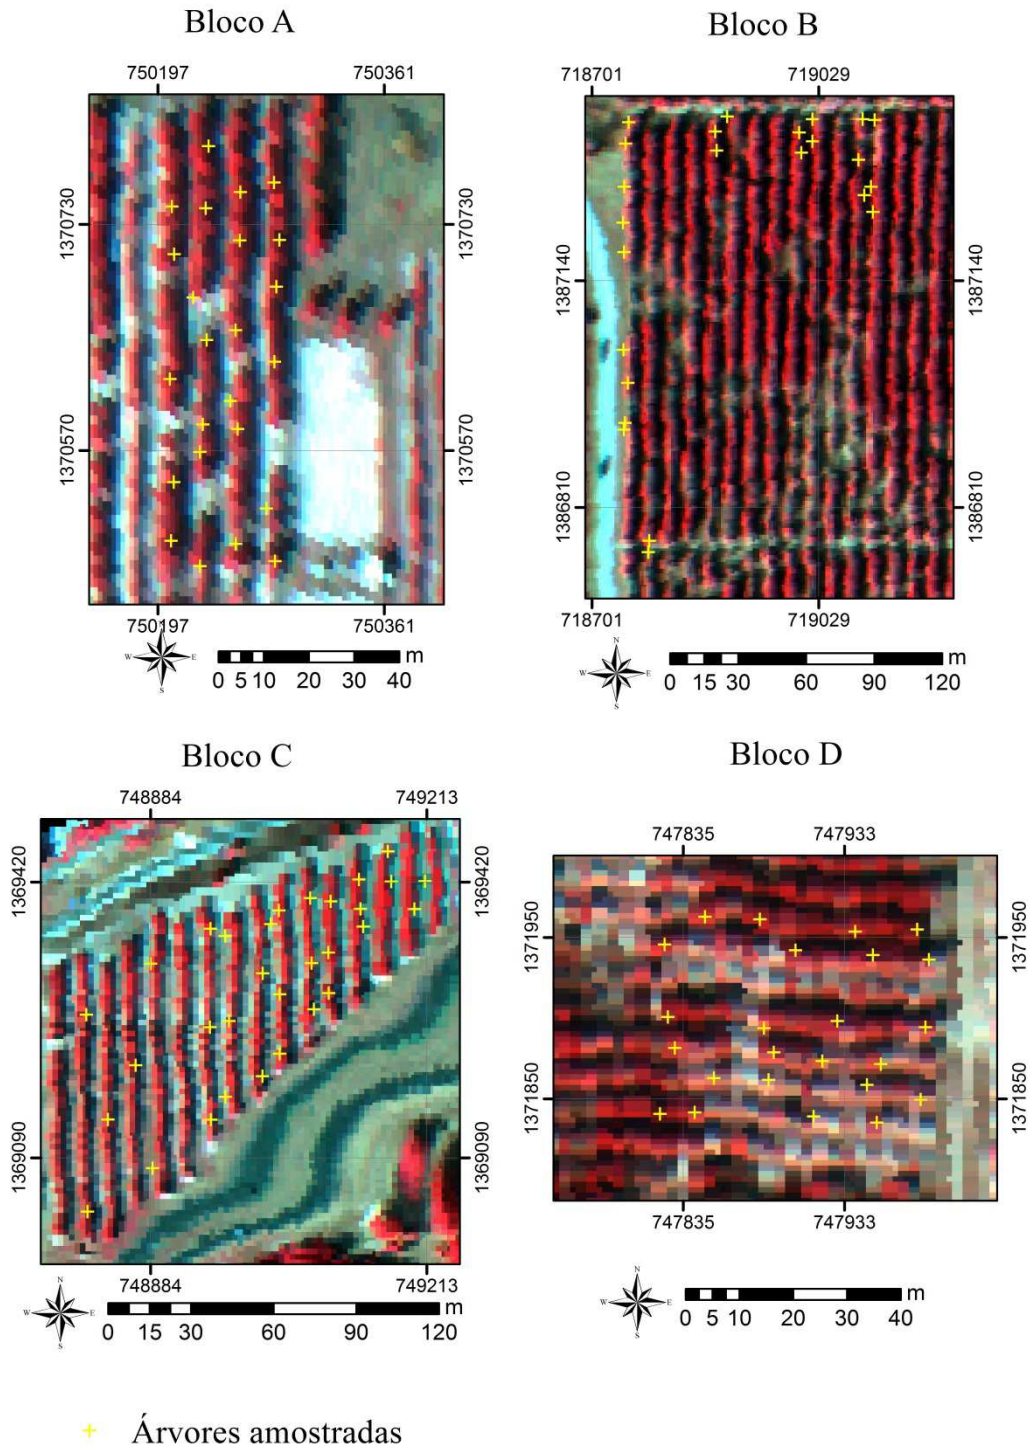 Bloco A
Bloco B
750197 750361
718701 719029
1370730 1370730
1387140 1387140
1370570 1370570
1386810 1386810
750197 750361
718701 719029
N
W E
S
0 5 10 20 30 40 m
N
W E
S
0 15 30 60 90 120 m
Bloco C
Bloco D
748884 749213
747835 747933
1369420 1369420
1371950 1371950
1369090 1369090
1371850 1371850
748884 749213
747835 747933
N
W E
S
0 15 30 60 90 120 m
N
W E
S
0 5 10 20 30 40 m
Árvores amostradas